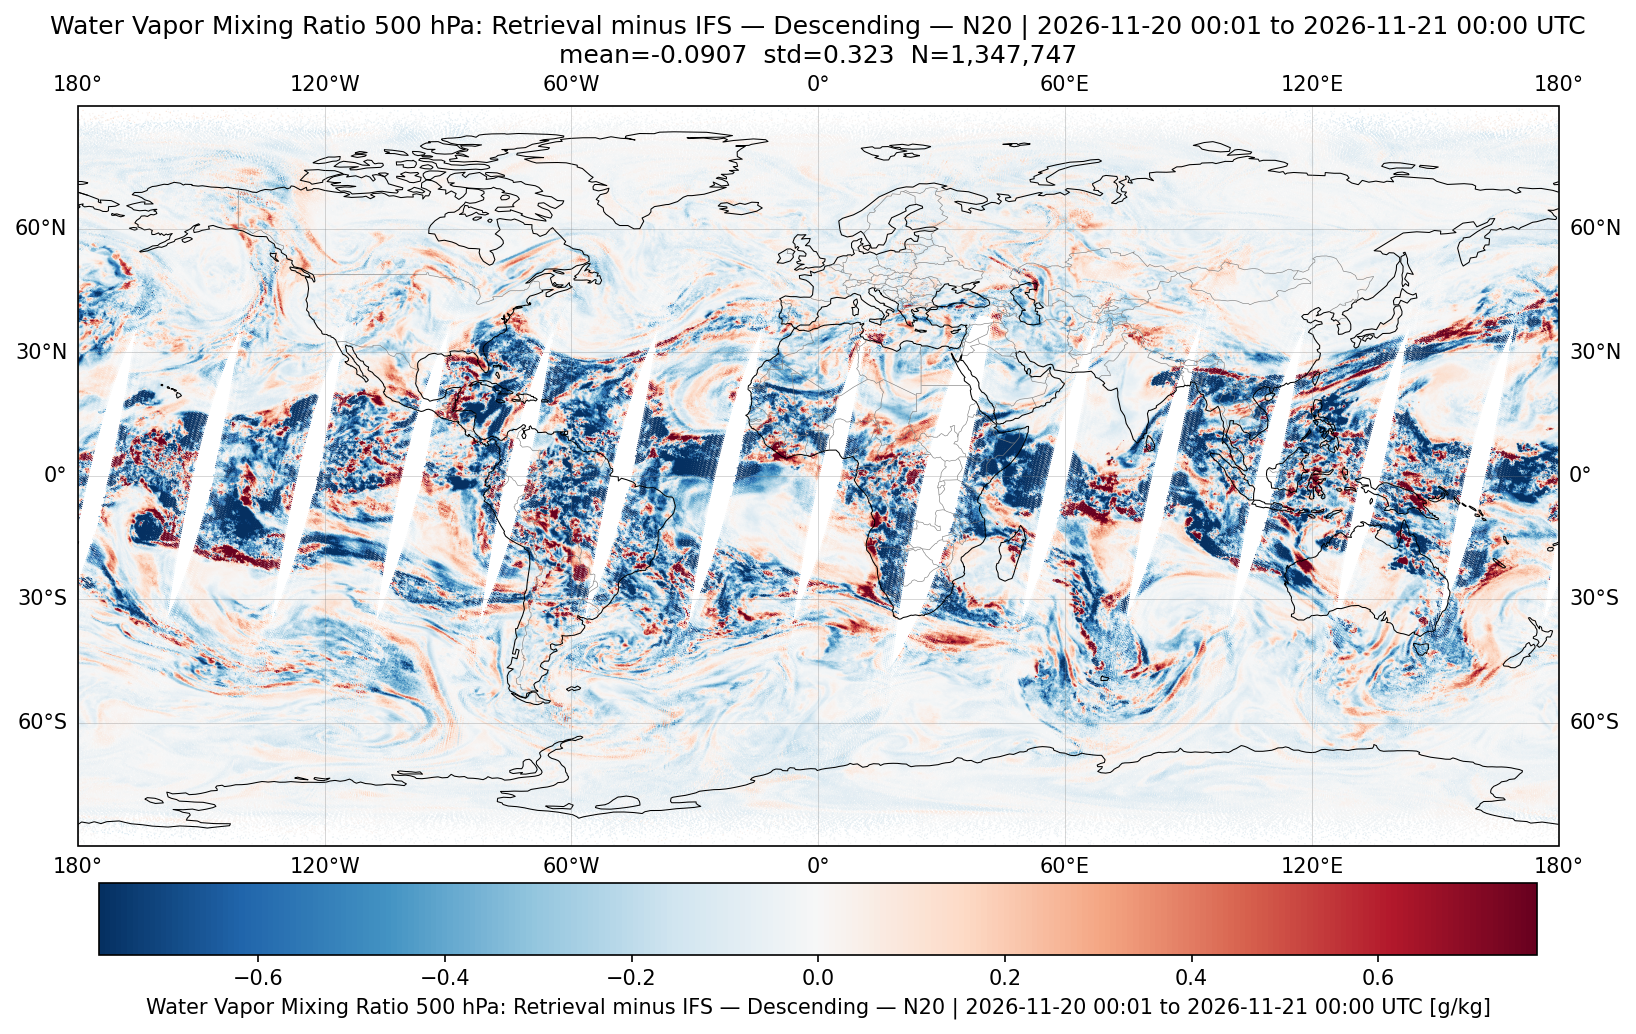 Water Vapor Mixing Ratio 500 hPa: Retrieval minus IFS — Descending — N20 | 2026-11-20 00:01 to 2026-11-21 00:00 UTC
mean=-0.0907  std=0.323  N=1,347,747
180° 120°W 60°W 0° 60°E 120°E 180°
60°N 60°N
30°N 30°N
0° 0°
30°S 30°S
60°S 60°S
180° 120°W 60°W 0° 60°E 120°E 180°
−0.6 −0.4 −0.2 0.0 0.2 0.4 0.6
Water Vapor Mixing Ratio 500 hPa: Retrieval minus IFS — Descending — N20 | 2026-11-20 00:01 to 2026-11-21 00:00 UTC [g/kg]